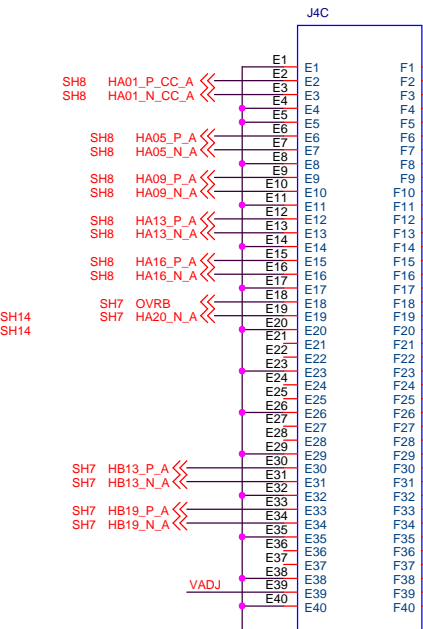 J4C
E1 E1 F1
SH8 HA01_P_CC_A E2 E2 F2
SH8 HA01_N_CC_A E3 E3 F3
E4 E4 F4
E5 E5 F5
SH8 HA05_P_A E6 E6 F6
SH8 HA05_N_A E7 E7 F7
E8 E8 F8
SH8 HA09_P_A E9 E9 F9
SH8 HA09_N_A E10 E10 F10
E11 E11 F11
SH8 HA13_P_A E12 E12 F12
SH8 HA13_N_A E13 E13 F13
E14 E14 F14
SH8 HA16_P_A E15 E15 F15
SH8 HA16_N_A E16 E16 F16
E17 E17 F17
SH7 OVRB E18 E18 F18
SH14 SH7 HA20_N_A E19 E19 F19
SH14 E20 E20 F20
E21 E21 F21
E22 E22 F22
E23 E23 F23
E24 E24 F24
E25 E25 F25
E26 E26 F26
E27 E27 F27
E28 E28 F28
E29 E29 F29
SH7 HB13_P_A E30 E30 F30
SH7 HB13_N_A E31 E31 F31
E32 E32 F32
SH7 HB19_P_A E33 E33 F33
SH7 HB19_N_A E34 E34 F34
E35 E35 F35
E36 E36 F36
E37 E37 F37
E38 E38 F38
VADJ E39 E39 F39
E40 E40 F40